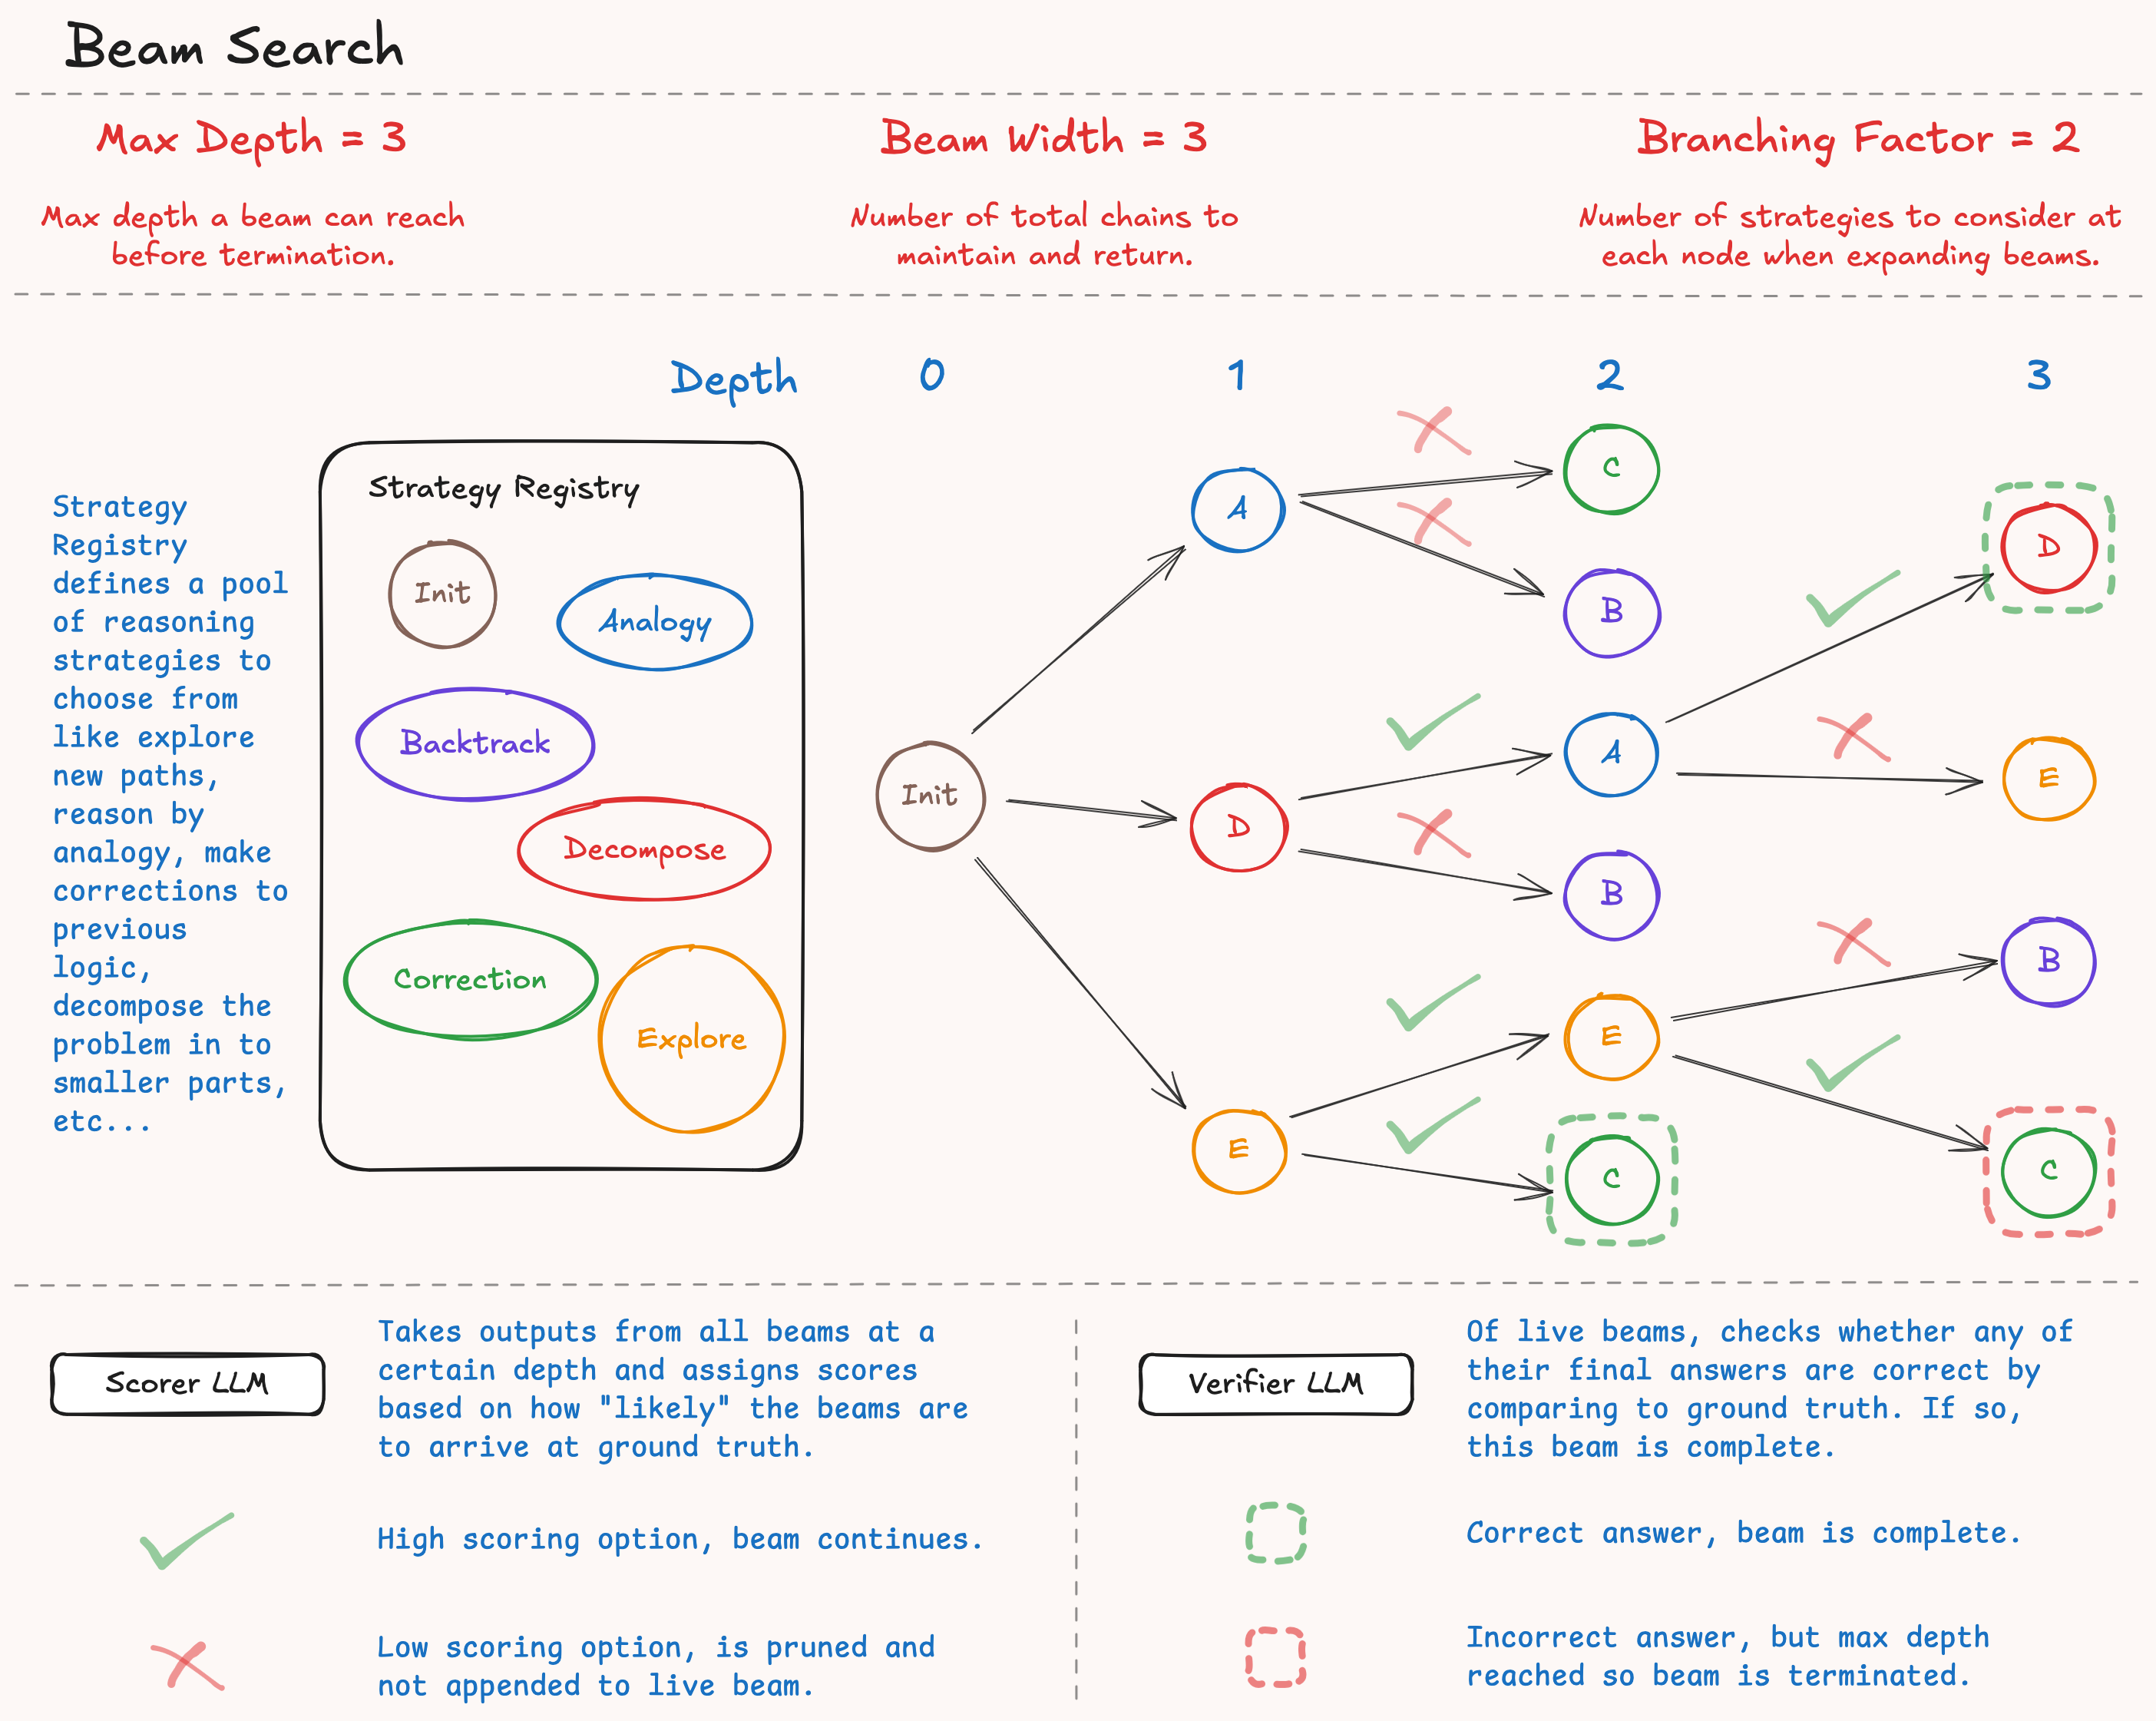 Beam Search
Max Depth = 3
Max depth a beam can reach
before termination.
Beam Width = 3
Number of total chains to
maintain and return.
Branching Factor = 2
Number of strategies to consider at
each node when expanding beams.
Depth
0
1
2
3
Strategy
Registry
defines a pool
of reasoning
strategies to
choose from
like explore
new paths,
reason by
analogy, make
corrections to
previous
logic,
decompose the
problem in to
smaller parts,
etc...
Strategy Registry
Init
Analogy
Backtrack
Decompose
Correction
Explore
Init
A
D
E
C
B
A
B
E
C
D
E
B
C
Scorer LLM
Takes outputs from all beams at a
certain depth and assigns scores
based on how "likely" the beams are
to arrive at ground truth.
High scoring option, beam continues.
Low scoring option, is pruned and
not appended to live beam.
Verifier LLM
Of live beams, checks whether any of
their final answers are correct by
comparing to ground truth. If so,
this beam is complete.
Correct answer, beam is complete.
Incorrect answer, but max depth
reached so beam is terminated.